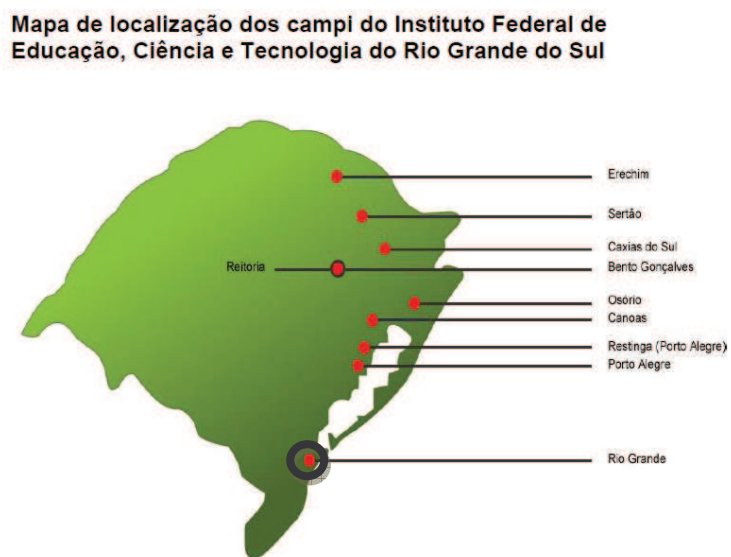 Mapa de localização dos campi do Instituto Federal de
Educação, Ciência e Tecnologia do Rio Grande do Sul
Erechim
Sertão
Caxias do Sul
Reitoria
Bento Gonçalves
Osório
Canoas
Restinga (Porto Alegre)
Porto Alegre
Rio Grande